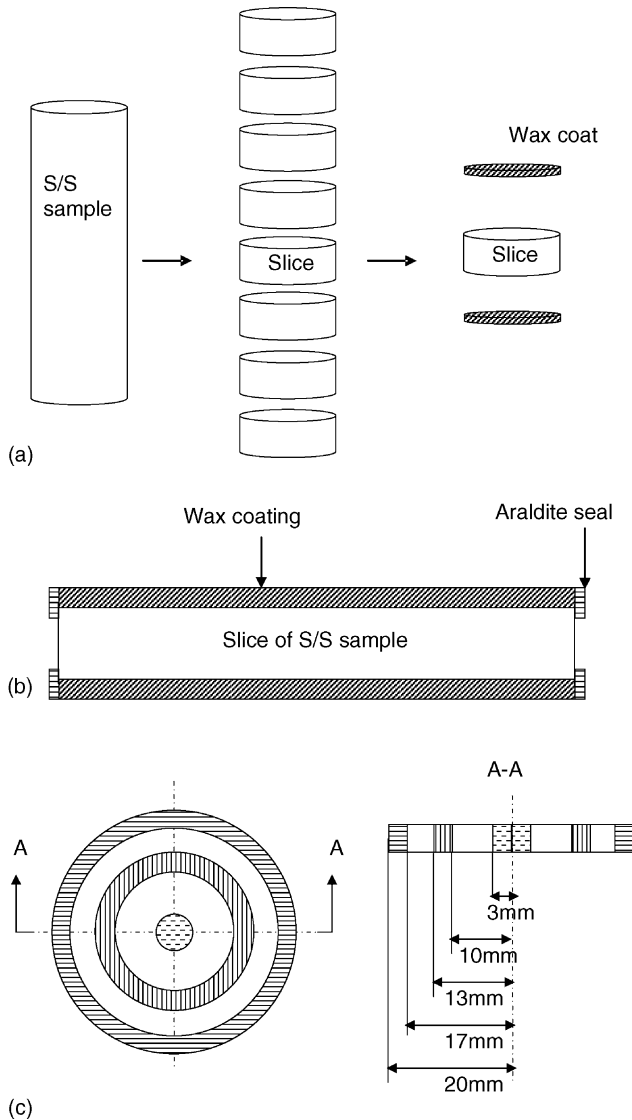 Wax coat
S/S
sample
Slice
Slice
(a)
Wax coating
Araldite seal
Slice of S/S sample
(b)
A-A
A
A
3mm
10mm
13mm
17mm
20mm
(c)